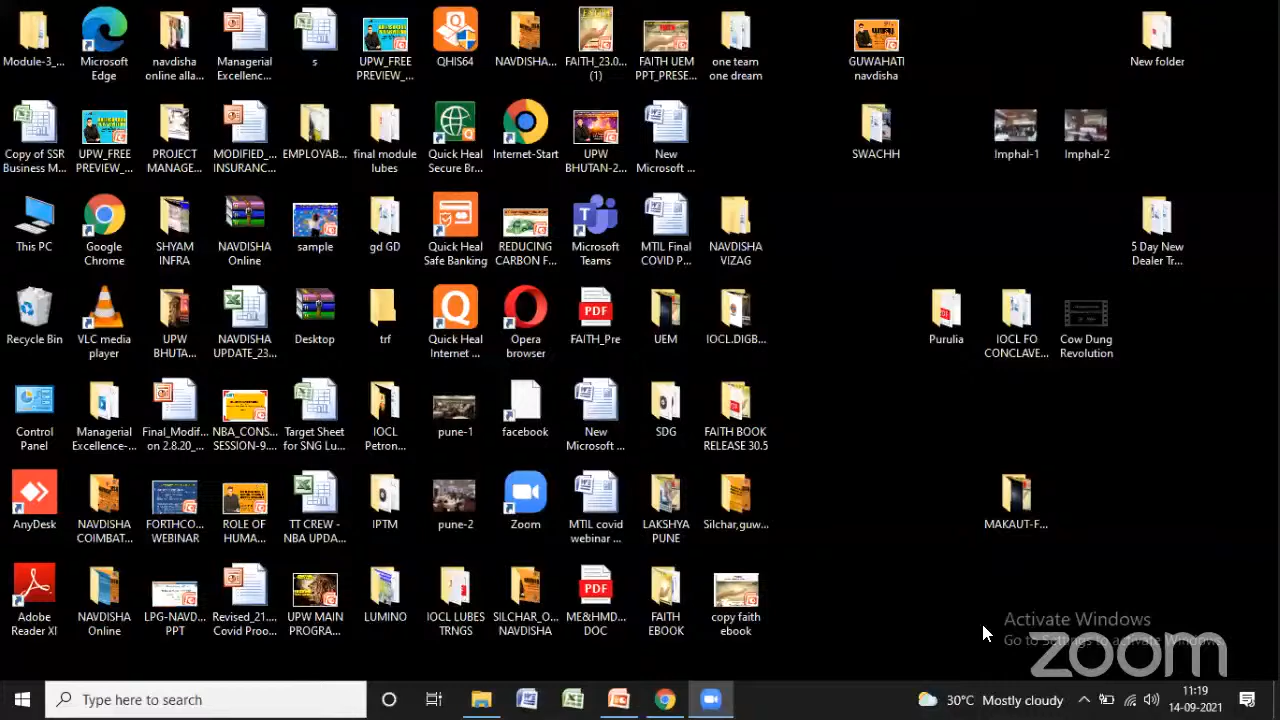 Module-3_...
Microsoft
Edge
navdisha
online alla...
Managerial
Excellenc...
s
UPW_FREE
PREVIEW_...
QHIS64
NAVDISHA...
FAITH_23.0...
(1)
FAITH UEM
PPT_PRESE...
one team
one dream
GUWAHATI
navdisha
New folder
Copy of SSR
Business M...
UPW_FREE
PREVIEW_...
PROJECT
MANAGE...
MODIFIED_...
INSURANC...
EMPLOYAB...
final module
lubes
Quick Heal
Secure Br...
Internet-Start
UPW
BHUTAN-2...
New
Microsoft ...
SWACHH
Imphal-1
Imphal-2
This PC
Google
Chrome
SHYAM
INFRA
NAVDISHA
Online
sample
gd GD
Quick Heal
Safe Banking
REDUCING
CARBON F...
Microsoft
Teams
MTIL Final
COVID P...
NAVDISHA
VIZAG
5 Day New
Dealer Tr...
Recycle Bin
VLC media
player
UPW
BHUTA...
NAVDISHA
UPDATE_23...
Desktop
trf
Quick Heal
Internet ...
Opera
browser
PDF
FAITH_Pre
UEM
IOCL.DIGB...
Purulia
IOCL FO
CONCLAVE...
Cow Dung
Revolution
Control
Panel
Managerial
Excellence-...
Final_Modif...
on 2.8.20_...
NBA_CONS...
SESSION-9...
Target Sheet
for SNG Lu...
IOCL
Petron...
pune-1
facebook
New
Microsoft ...
SDG
FAITH BOOK
RELEASE 30.5
AnyDesk
NAVDISHA
COIMBAT...
FORTHCO...
WEBINAR
ROLE OF
HUMA...
TT CREW -
NBA UPDA...
IPTM
pune-2
Zoom
MTIL covid
webinar ...
LAKSHYA
PUNE
Silchar,guw...
MAKAUT-F...
Adobe
Reader XI
NAVDISHA
Online
LPG-NAVD...
PPT
Revised_21....
Covid Proo...
UPW MAIN
PROGRA...
LUMINO
IOCL LUBES
TRNGS
SILCHAR_O...
NAVDISHA
PDF
ME&HMD...
DOC
FAITH
EBOOK
copy faith
ebook
Activate Windows
Go to Settings to activate Windows.
zoom
Type here to search
30°C Mostly cloudy
11:19
14-09-2021